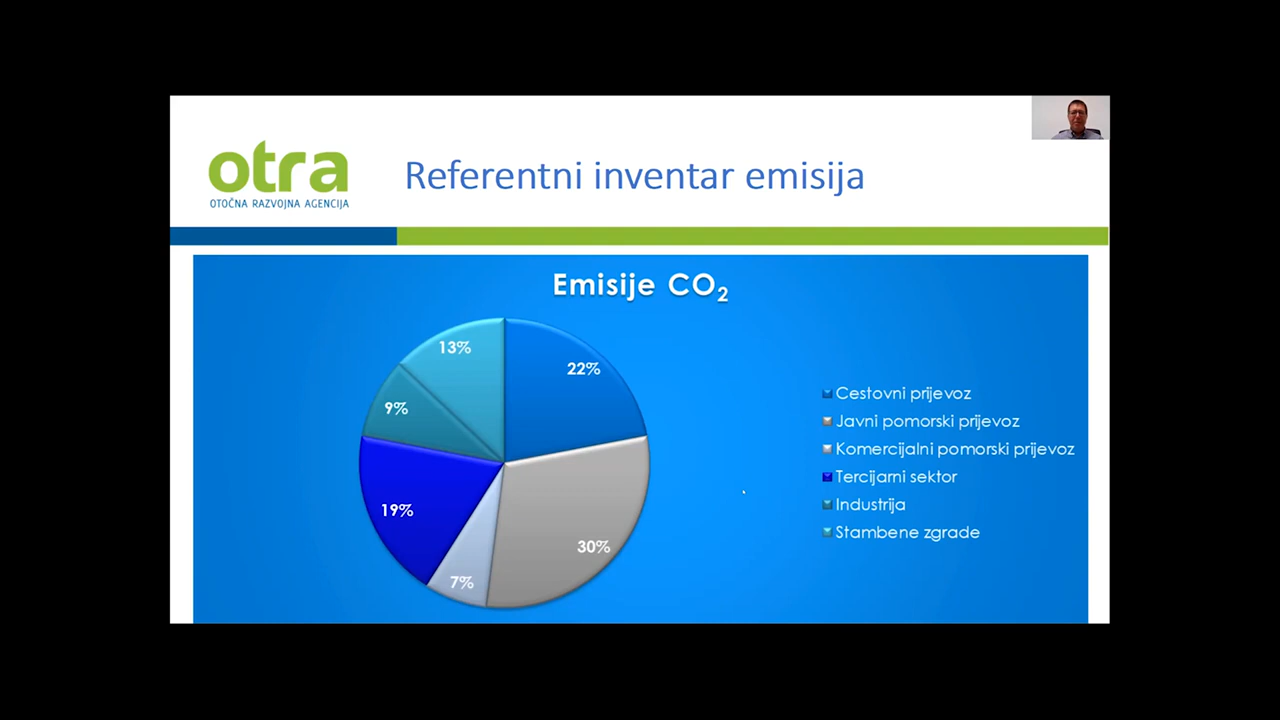 otra
OTOČNA RAZVOJNA AGENCIJA
Referentni inventar emisija
Emisije CO₂
13%
22%
9%
19%
30%
7%
Cestovni prijevoz
Javni pomorski prijevoz
Komercijalni pomorski prijevoz
Tercijarni sektor
Industrija
Stambene zgrade